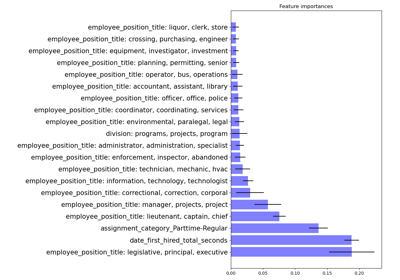 Feature importances
employee_position_title: liquor, clerk, store
employee_position_title: crossing, purchasing, engineer
employee_position_title: equipment, investigator, investment
employee_position_title: planning, permitting, senior
employee_position_title: operator, bus, operations
employee_position_title: accountant, assistant, library
employee_position_title: officer, office, police
employee_position_title: coordinator, coordinating, services
employee_position_title: environmental, paralegal, legal
division: programs, projects, program
employee_position_title: administrator, administration, specialist
employee_position_title: enforcement, inspector, abandoned
employee_position_title: technician, mechanic, hvac
employee_position_title: information, technology, technologist
employee_position_title: correctional, correction, corporal
employee_position_title: manager, projects, project
employee_position_title: lieutenant, captain, chief
assignment_category_Parttime-Regular
date_first_hired_total_seconds
employee_position_title: legislative, principal, executive
0.00 0.05 0.10 0.15 0.20